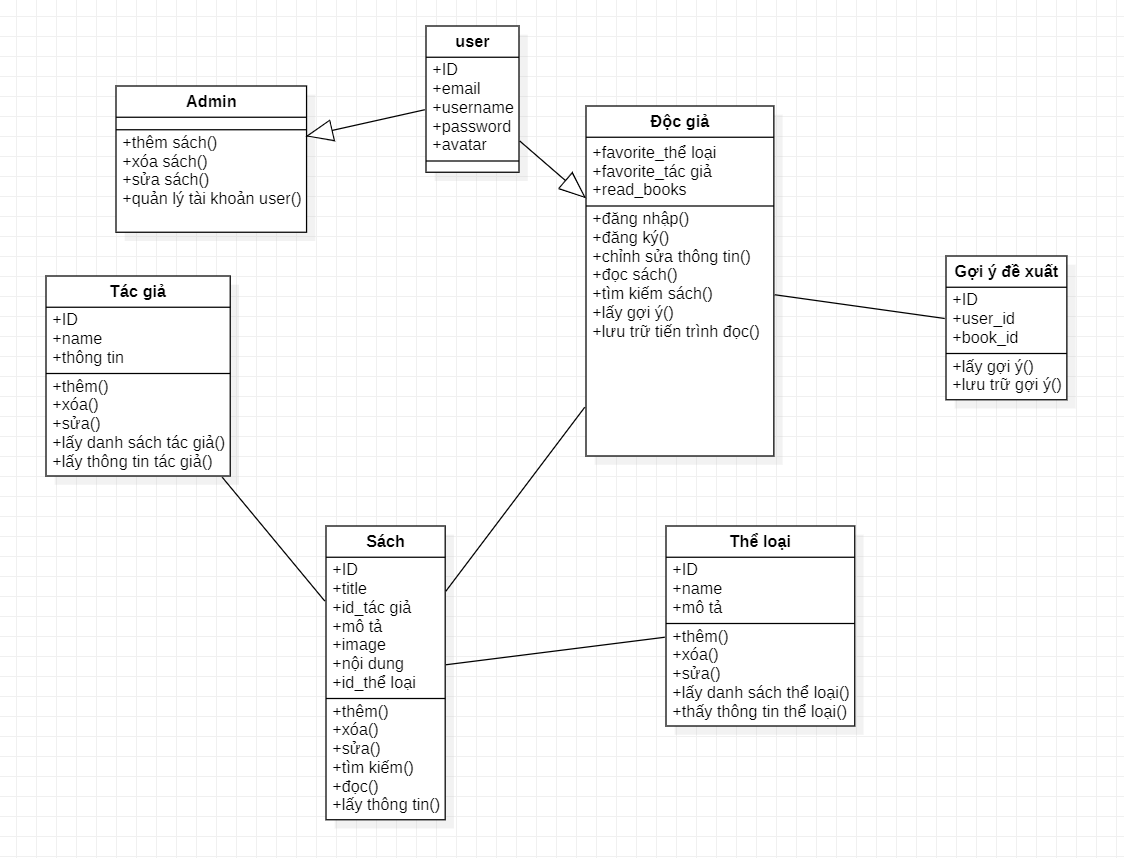 user
+ID
+email
+username
+password
+avatar
Admin
+thêm sách()
+xóa sách()
+sửa sách()
+quản lý tài khoản user()
Độc giả
+favorite_thể loại
+favorite_tác giả
+read_books
+đăng nhập()
+đăng ký()
+chỉnh sửa thông tin()
+đọc sách()
+tìm kiếm sách()
+lấy gợi ý()
+lưu trữ tiến trình đọc()
Gợi ý đề xuất
+ID
+user_id
+book_id
+lấy gợi ý()
+lưu trữ gợi ý()
Tác giả
+ID
+name
+thông tin
+thêm()
+xóa()
+sửa()
+lấy danh sách tác giả()
+lấy thông tin tác giả()
Sách
+ID
+title
+id_tác giả
+mô tả
+image
+nội dung
+id_thể loại
+thêm()
+xóa()
+sửa()
+tìm kiếm()
+đọc()
+lấy thông tin()
Thể loại
+ID
+name
+mô tả
+thêm()
+xóa()
+sửa()
+lấy danh sách thể loại()
+thấy thông tin thể loại()